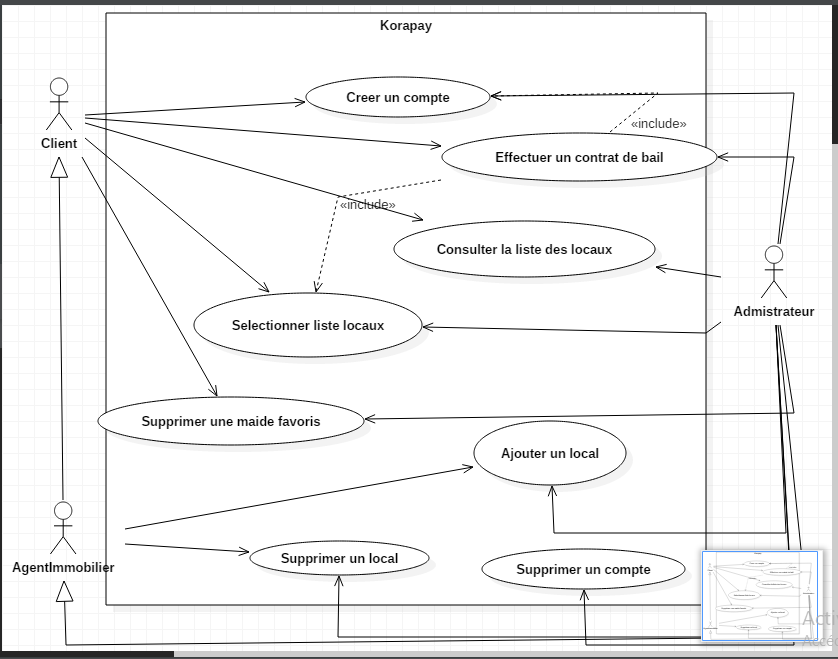 Korapay
Creer un compte
«include»
Client
Effectuer un contrat de bail
«include»
Consulter la liste des locaux
Admistrateur
Selectionner liste locaux
Supprimer une maide favoris
Ajouter un local
AgentImmobilier
Supprimer un local
Supprimer un compte